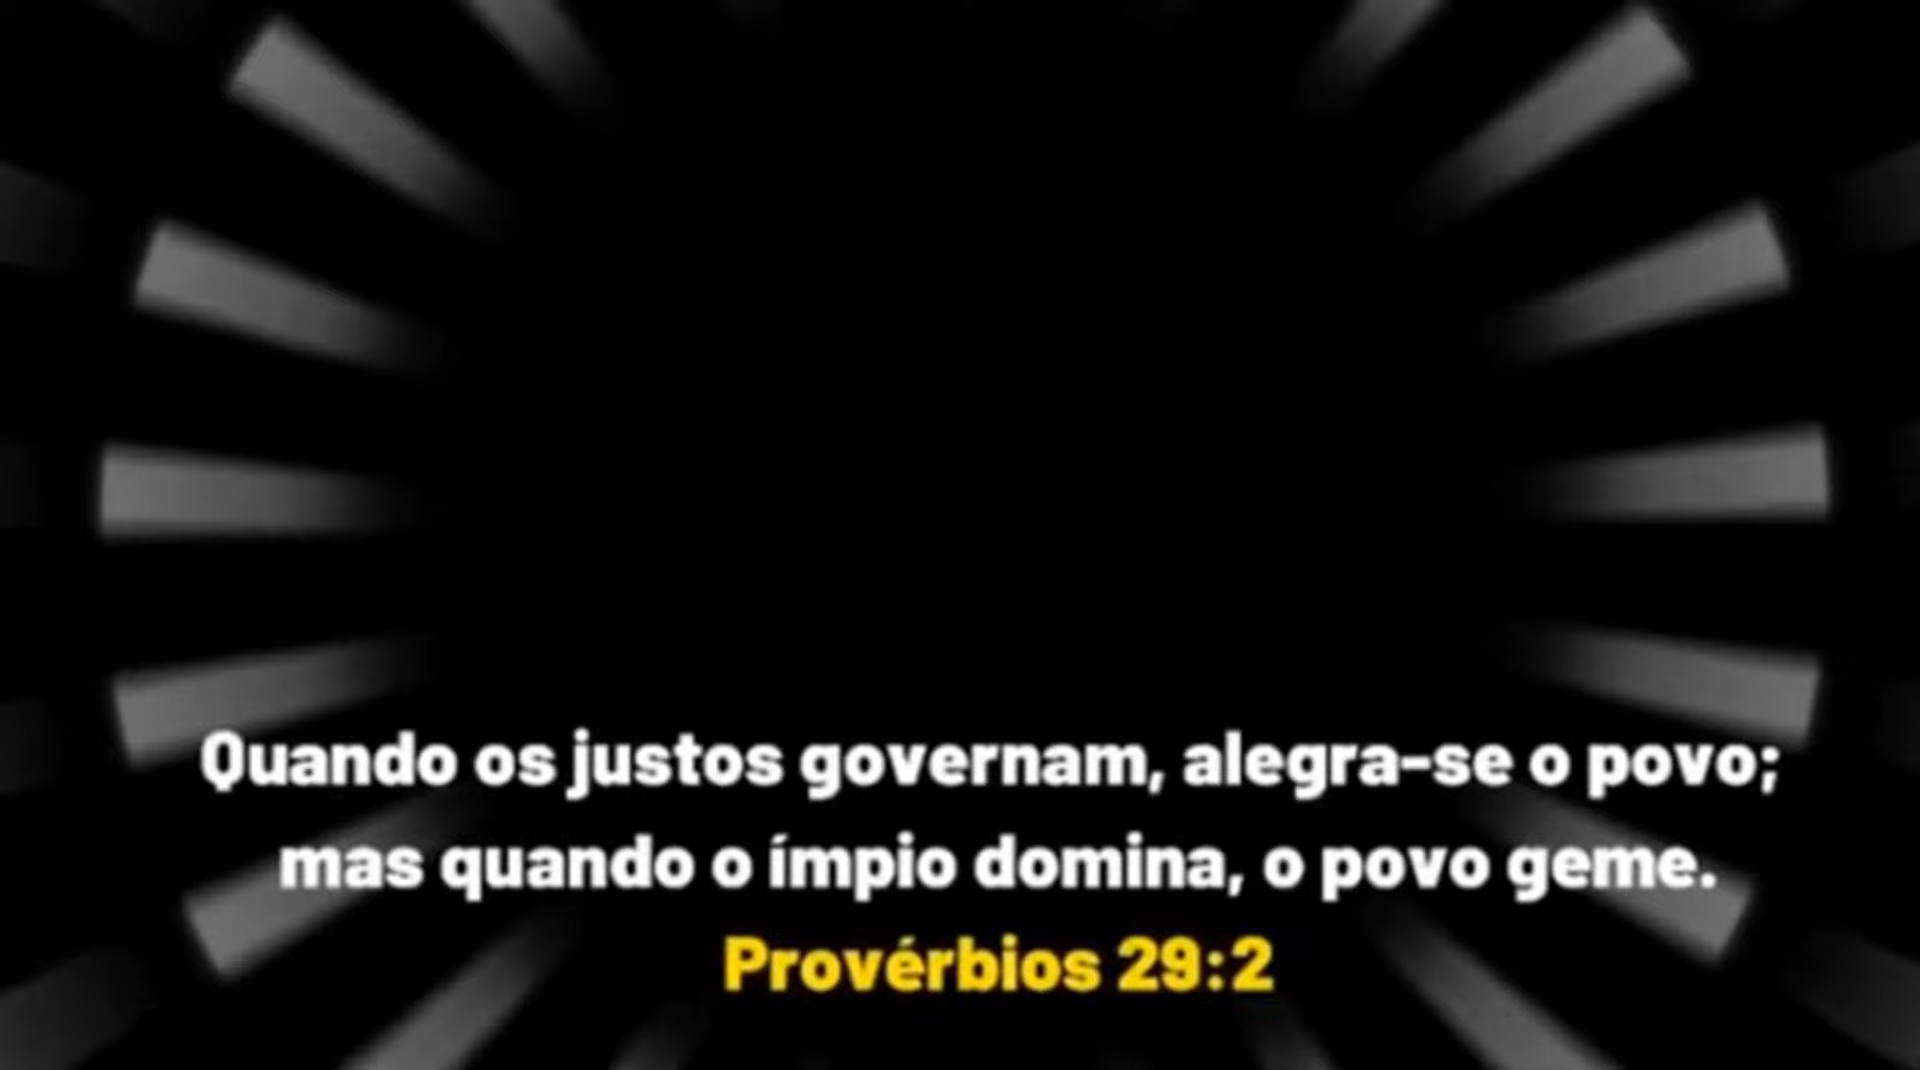 Quando os justos governam, alegra-se o povo;
mas quando o ímpio domina, o povo geme.
Provérbios 29:2